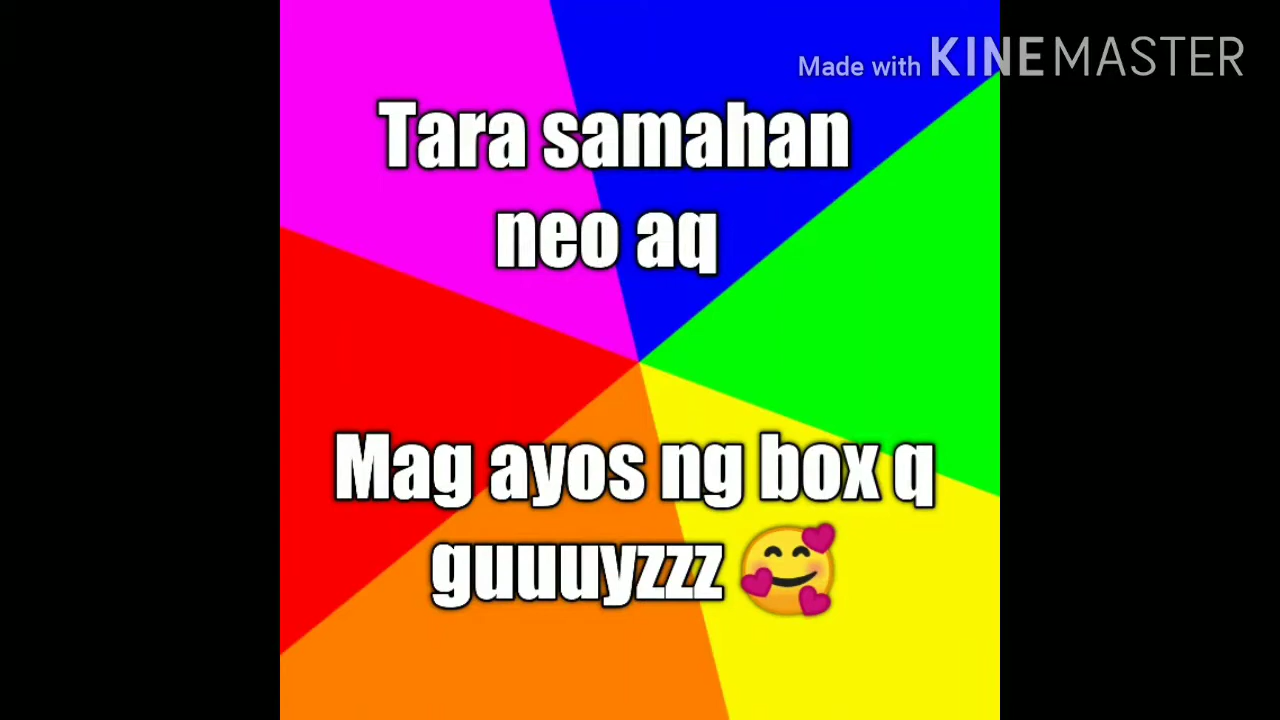 Made with KINEMASTER
Tara samahan
neo aq
Mag ayos ng box q
guuuyzzz 🥰